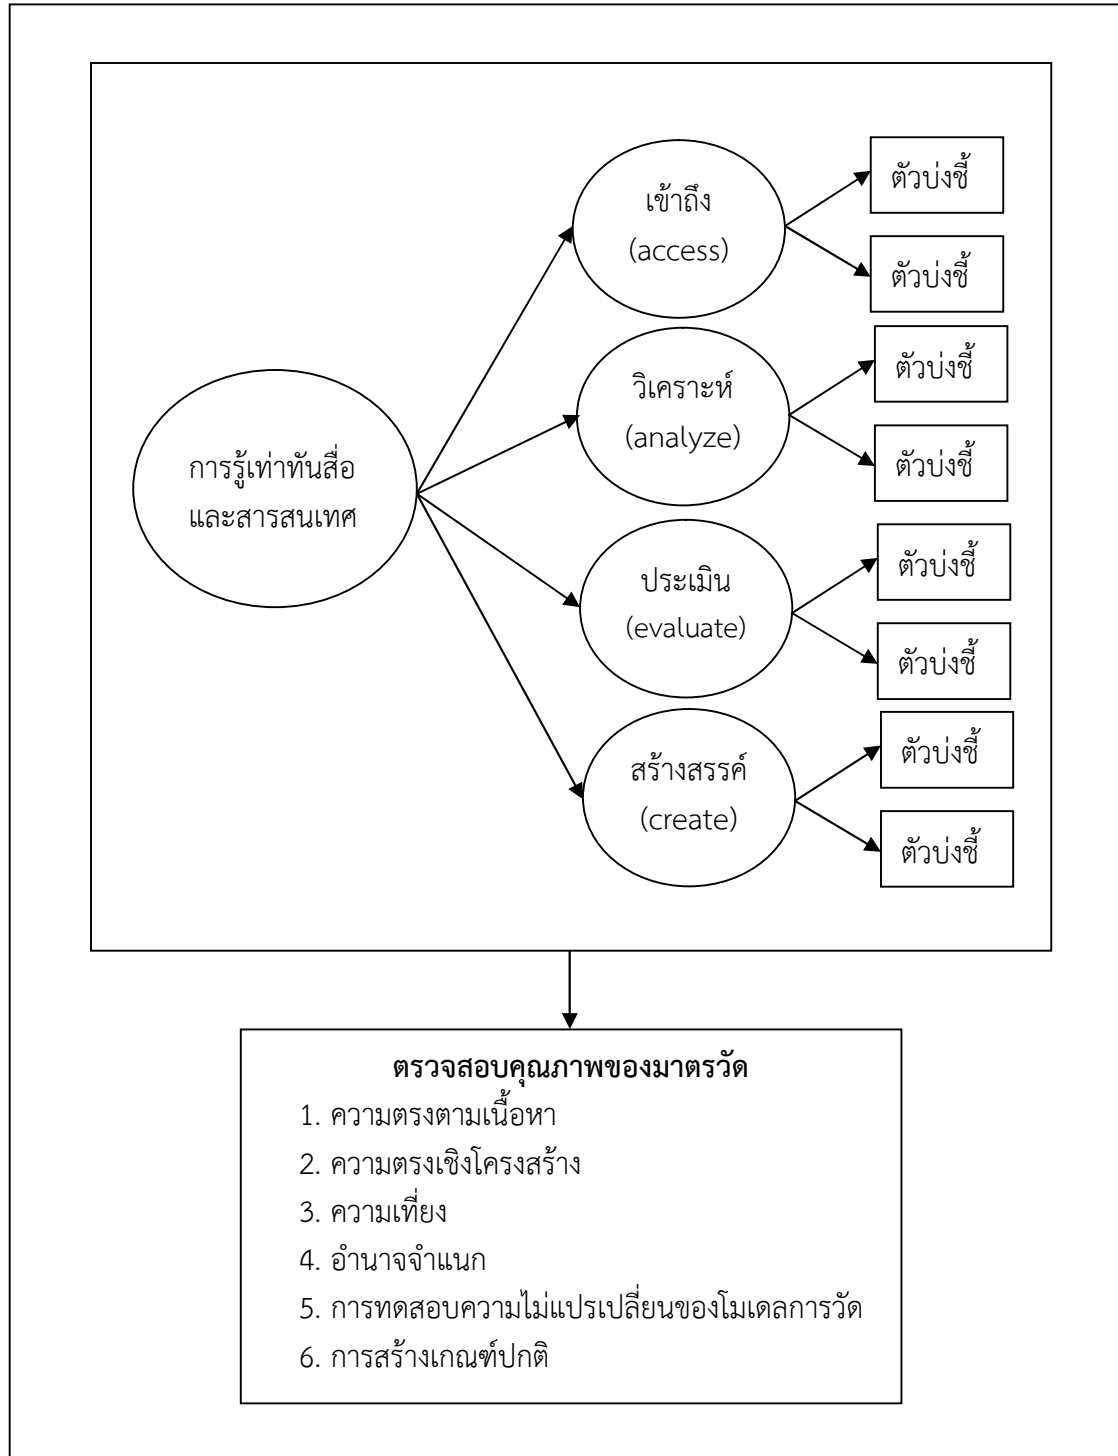 เข้าถึง
(access)
ตัวบ่งชี้
ตัวบ่งชี้
วิเคราะห์
(analyze)
ตัวบ่งชี้
ตัวบ่งชี้
การรู้เท่าทันสื่อ
และสารสนเทศ
ประเมิน
(evaluate)
ตัวบ่งชี้
ตัวบ่งชี้
สร้างสรรค์
(create)
ตัวบ่งชี้
ตัวบ่งชี้
ตรวจสอบคุณภาพของมาตรวัด
1. ความตรงตามเนื้อหา
2. ความตรงเชิงโครงสร้าง
3. ความเที่ยง
4. อำนาจจำแนก
5. การทดสอบความไม่แปรเปลี่ยนของโมเดลการวัด
6. การสร้างเกณฑ์ปกติ